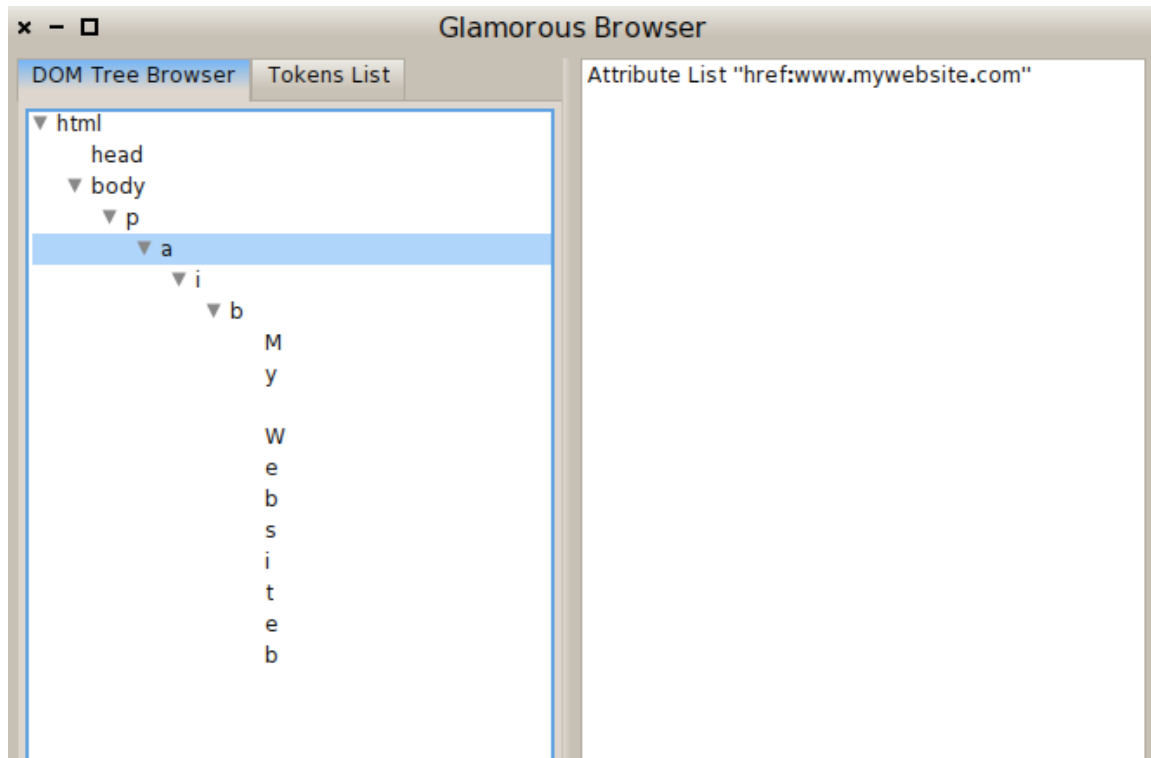 Glamorous Browser
DOM Tree Browser Tokens List
html
head
body
p
a
i
b
M
y
W
e
b
s
i
t
e
b
Attribute List "href:www.mywebsite.com"